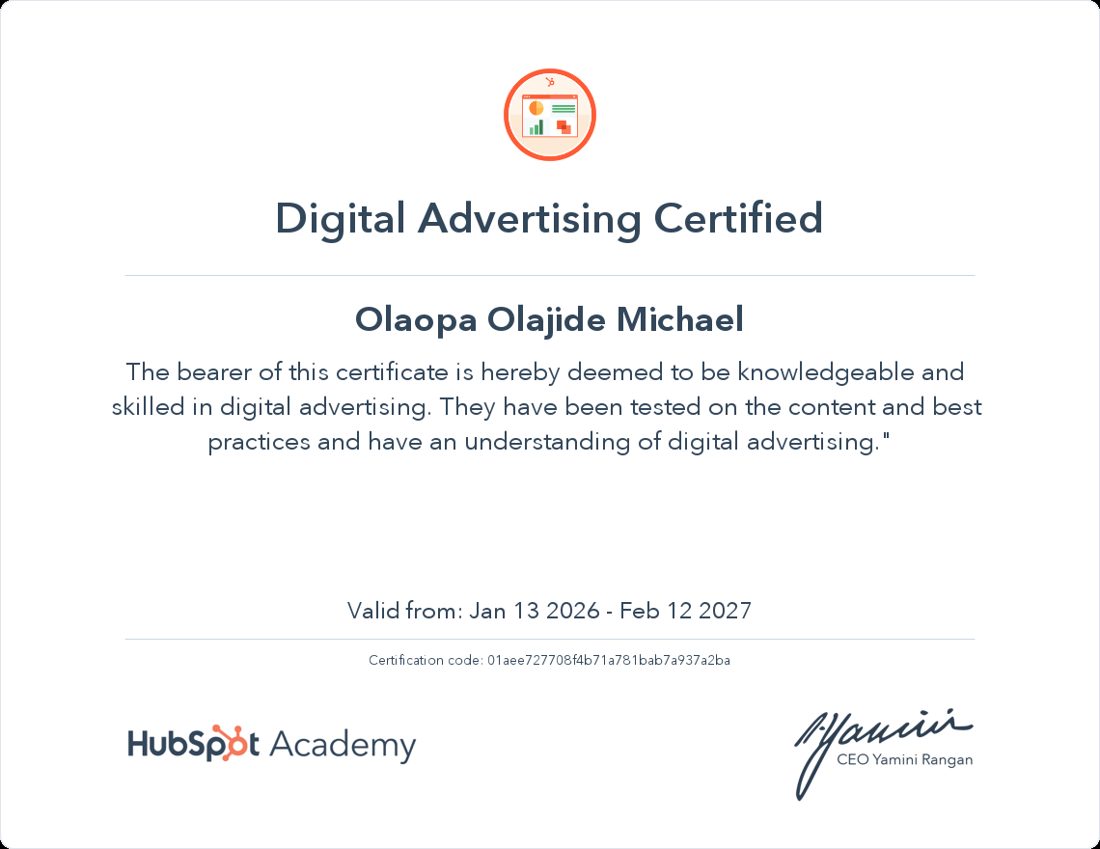 Digital Advertising Certified
Olaopa Olajide Michael
The bearer of this certificate is hereby deemed to be knowledgeable and
skilled in digital advertising. They have been tested on the content and best
practices and have an understanding of digital advertising."
Valid from: Jan 13 2026 - Feb 12 2027
Certification code: 01aee727708f4b71a781bab7a937a2ba
HubSpot Academy
Yamini
CEO Yamini Rangan